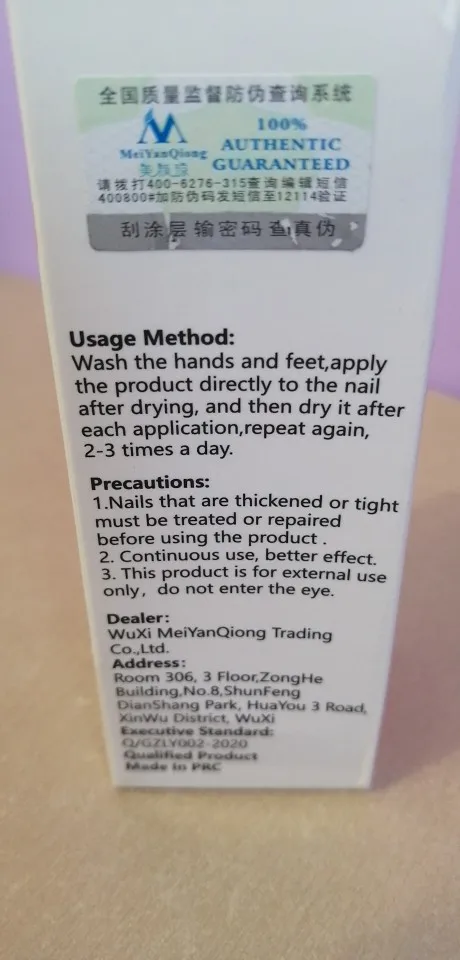 全国质量监督防伪查询系统
MeiYanQiong
100%
AUTHENTIC
GUARANTEED
请拨打400-6276-315查询编辑短信
400800#加防伪码发短信至12114验证
刮涂层 输密码 查真伪
Usage Method:
Wash the hands and feet,apply
the product directly to the nail
after drying, and then dry it after
each application,repeat again,
2-3 times a day.
Precautions:
1.Nails that are thickened or tight
must be treated or repaired
before using the product .
2. Continuous use, better effect.
3. This product is for external use
only，do not enter the eye.
Dealer:
WuXi MeiYanQiong Trading
Co.,Ltd.
Address:
Room 306, 3 Floor,ZongHe
Building,No.8,ShunFeng
DianShang Park, HuaYou 3 Road,
XinWu District, WuXi
Executive Standard:
Q/GZLY002-2020
Qualified Product
Made in PRC